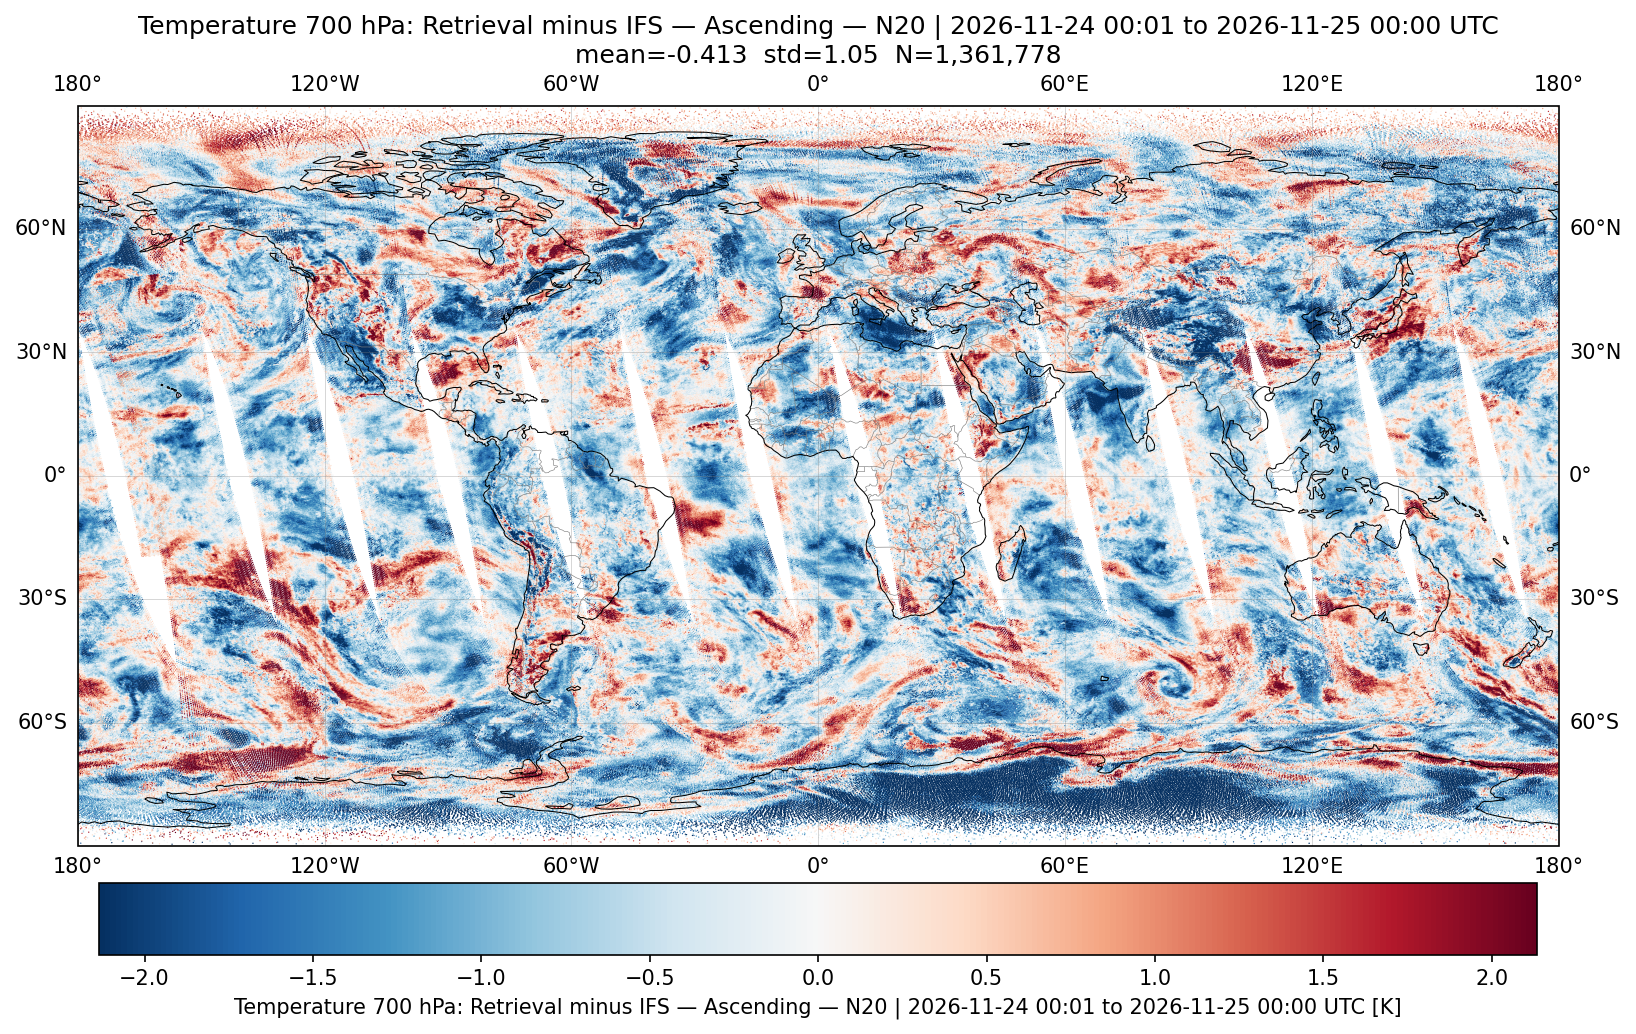 Temperature 700 hPa: Retrieval minus IFS — Ascending — N20 | 2026-11-24 00:01 to 2026-11-25 00:00 UTC
mean=-0.413  std=1.05  N=1,361,778
180° 120°W 60°W 0° 60°E 120°E 180°
60°N 60°N
30°N 30°N
0° 0°
30°S 30°S
60°S 60°S
180° 120°W 60°W 0° 60°E 120°E 180°
−2.0 −1.5 −1.0 −0.5 0.0 0.5 1.0 1.5 2.0
Temperature 700 hPa: Retrieval minus IFS — Ascending — N20 | 2026-11-24 00:01 to 2026-11-25 00:00 UTC [K]